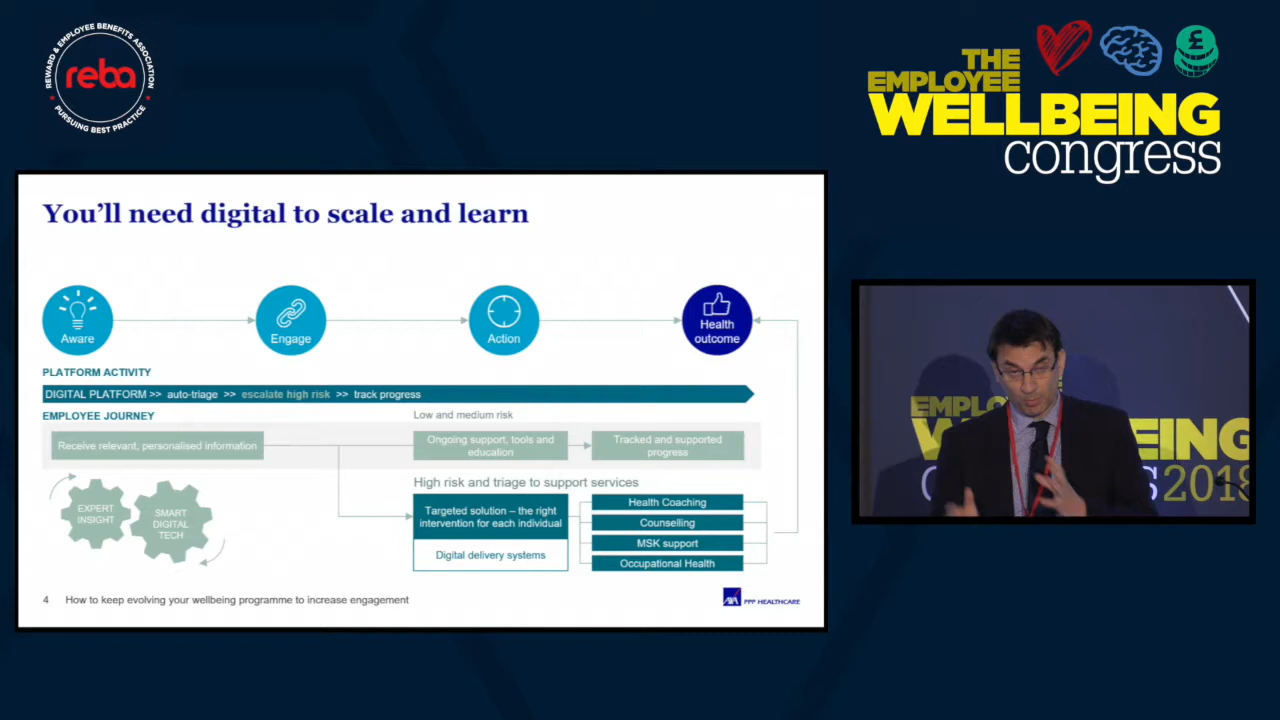 REWARD & EMPLOYEE BENEFITS ASSOCIATION
reba
PURSUING BEST PRACTICE
THE
EMPLOYEE
WELLBEING
congress
£
You'll need digital to scale and learn
Aware
Engage
Action
Health
outcome
PLATFORM ACTIVITY
DIGITAL PLATFORM >> auto-triage >> escalate high risk >> track progress
EMPLOYEE JOURNEY
Low and medium risk
Receive relevant, personalised information
Ongoing support, tools and
education
Tracked and supported
progress
High risk and triage to support services
EXPERT
INSIGHT
SMART
DIGITAL
TECH
Targeted solution – the right
intervention for each individual
Digital delivery systems
Health Coaching
Counselling
MSK support
Occupational Health
4 How to keep evolving your wellbeing programme to increase engagement
AXA PPP HEALTHCARE